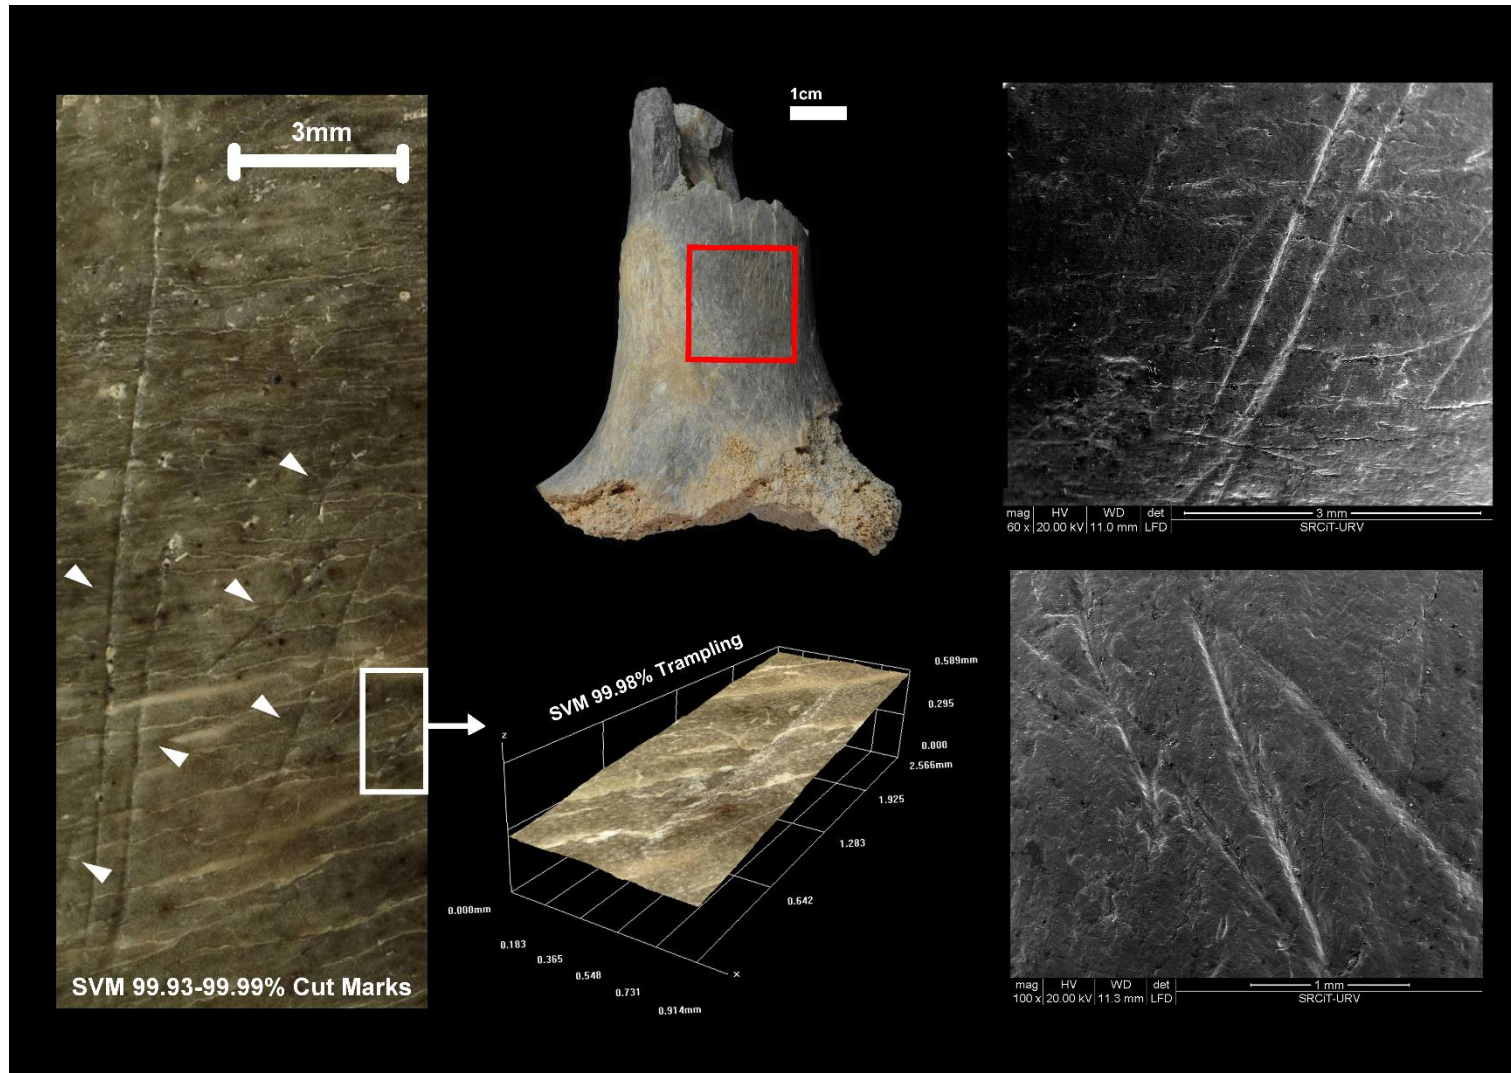 3mm
SVM 99.93-99.99% Cut Marks
1cm
SVM 99.98% Trampling
z
0.589mm
0.295
0.000
2.566mm
1.925
1.283
0.642
0.000mm
0.183
0.365
0.548
0.731
0.914mm
x
mag HV WD det 3 mm
60 x 20.00 kV 11.0 mm LFD SRCiT-URV
mag HV WD det 1 mm
100 x 20.00 kV 11.3 mm LFD SRCiT-URV